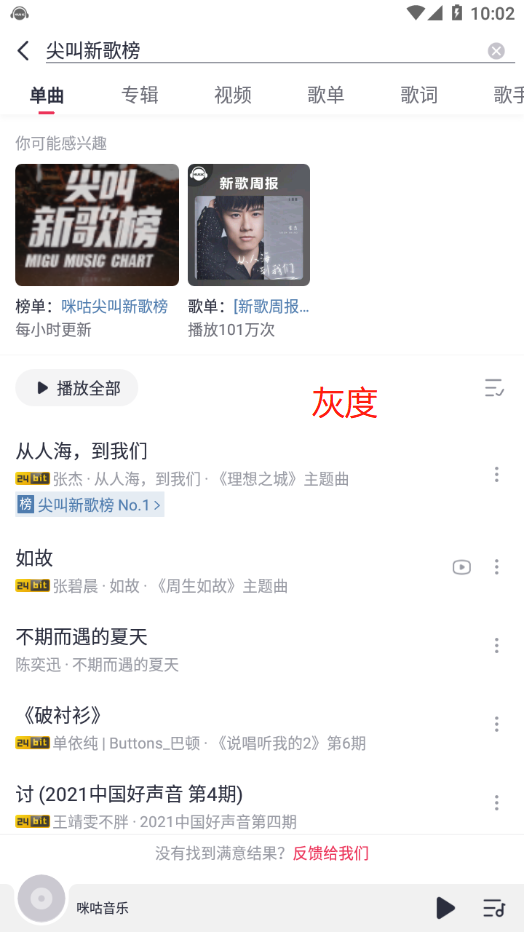 10:02
尖叫新歌榜
单曲 专辑 视频 歌单 歌词 歌手
你可能感兴趣
尖叫
新歌榜
MIGU MUSIC CHART
新歌周报
从人海
到我们
榜单：咪咕尖叫新歌榜
每小时更新
歌单：[新歌周报...
播放101万次
播放全部
灰度
从人海，到我们
24bit 张杰 · 从人海，到我们 · 《理想之城》主题曲
榜 尖叫新歌榜 No.1 >
如故
24bit 张碧晨 · 如故 · 《周生如故》主题曲
不期而遇的夏天
陈奕迅 · 不期而遇的夏天
《破衬衫》
24bit 单依纯 | Buttons_巴顿 · 《说唱听我的2》第6期
讨 (2021中国好声音 第4期)
24bit 王靖雯不胖 · 2021中国好声音第四期
没有找到满意结果？反馈给我们
咪咕音乐